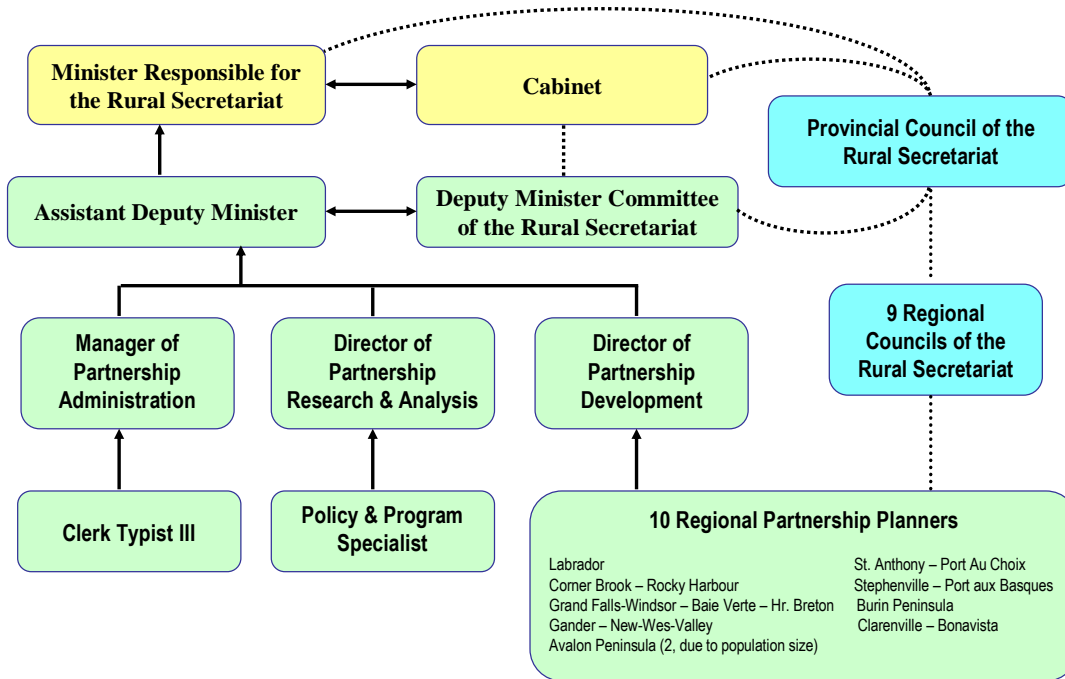 Minister Responsible for
the Rural Secretariat
Cabinet
Provincial Council of the
Rural Secretariat
Assistant Deputy Minister
Deputy Minister Committee
of the Rural Secretariat
9 Regional
Councils of the
Rural Secretariat
Manager of
Partnership
Administration
Director of
Partnership
Research & Analysis
Director of
Partnership
Development
Clerk Typist III
Policy & Program
Specialist
10 Regional Partnership Planners
Labrador
Corner Brook – Rocky Harbour
Grand Falls-Windsor – Baie Verte – Hr. Breton
Gander – New-Wes-Valley
Avalon Peninsula (2, due to population size)
St. Anthony – Port Au Choix
Stephenville – Port aux Basques
Burin Peninsula
Clarenville – Bonavista